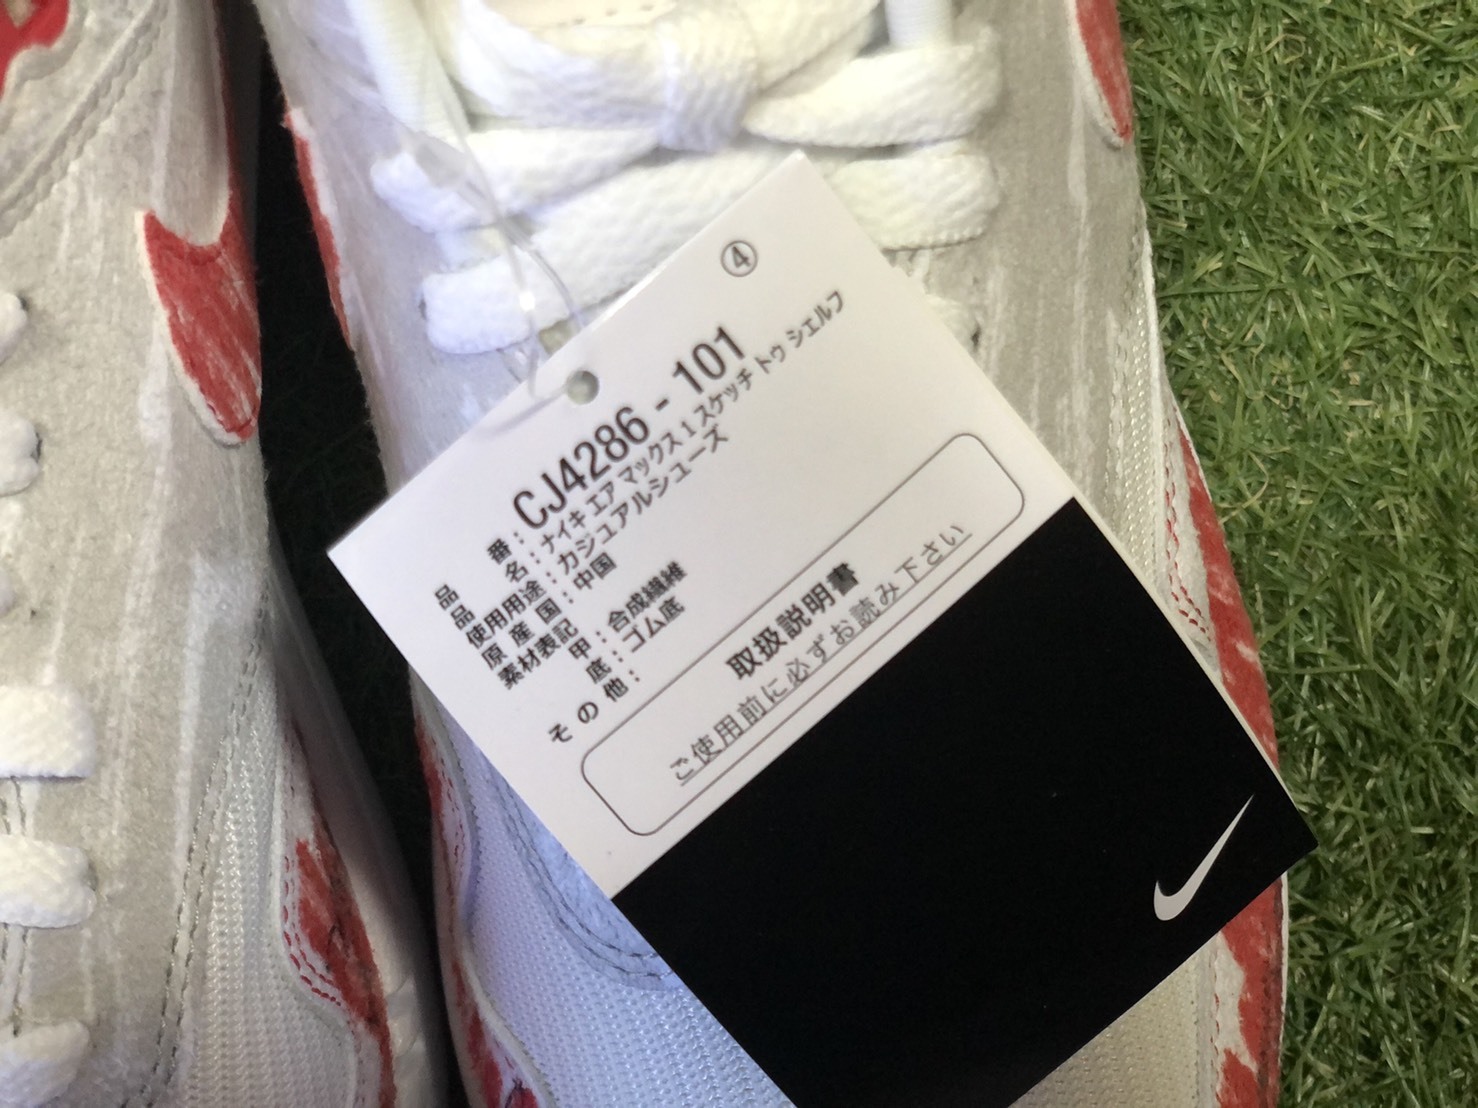 ④
品番：CJ4286 - 101
品名：ナイキ エア マックス 1 スケッチ トゥ シェルフ
使用用途：カジュアルシューズ
原産国：中国
素材表記
甲：合成繊維
底：ゴム底
その他：
取扱説明書
ご使用前に必ずお読み下さい